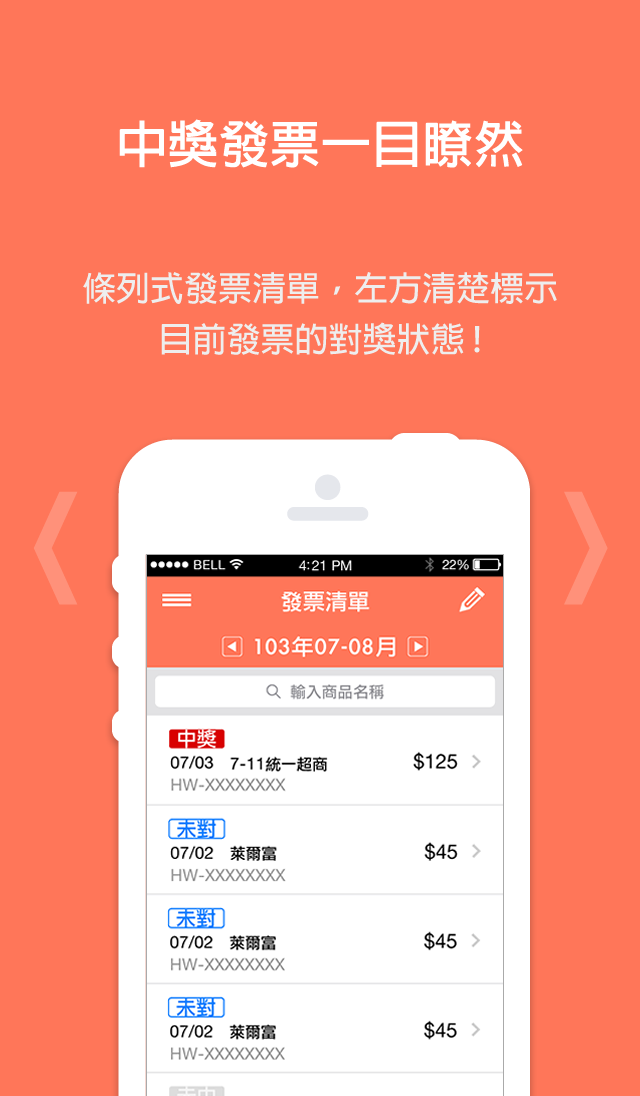 中獎發票一目瞭然
條列式發票清單，左方清楚標示
目前發票的對獎狀態！
BELL 4:21 PM 22%
發票清單
103年07-08月
輸入商品名稱
中獎
07/03 7-11統一超商 $125
HW-XXXXXXXX
未對
07/02 萊爾富 $45
HW-XXXXXXXX
未對
07/02 萊爾富 $45
HW-XXXXXXXX
未對
07/02 萊爾富 $45
HW-XXXXXXXX